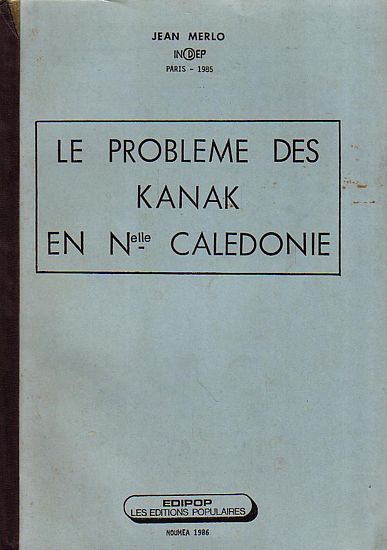 JEAN MERLO
INDEP
PARIS - 1985
LE PROBLEME DES
KANAK
EN Nelle CALEDONIE
EDIPOP
LES EDITIONS POPULAIRES
NOUMEA 1986